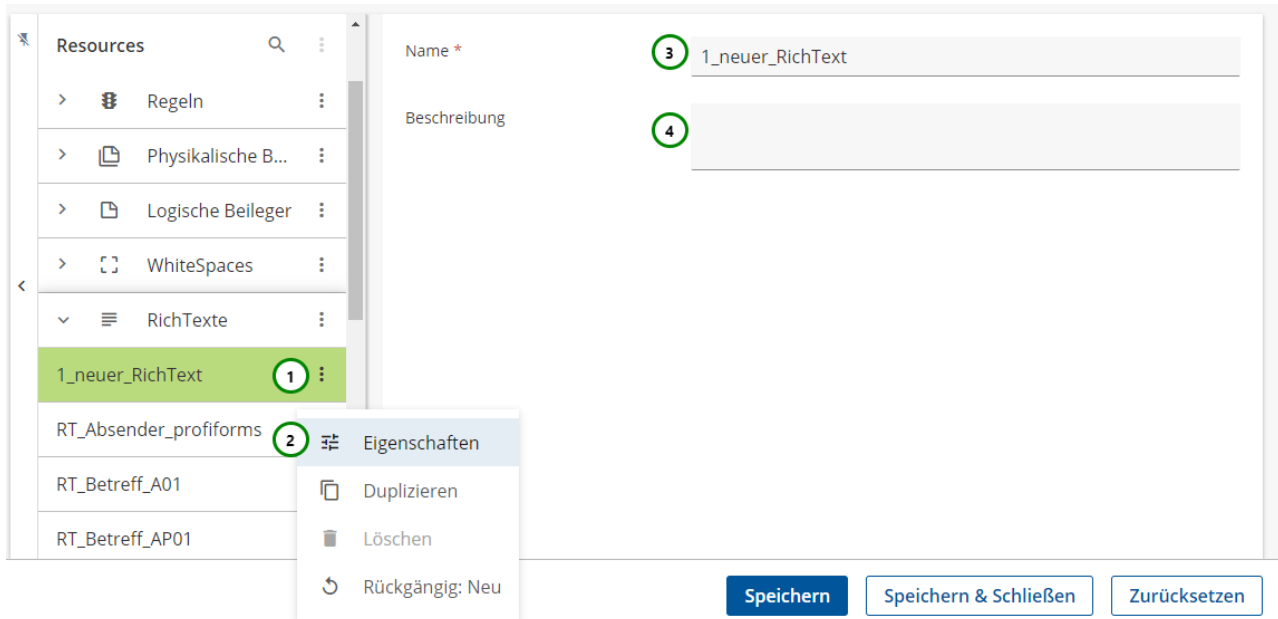 Resources
Regeln
Physikalische B...
Logische Beileger
WhiteSpaces
RichTexte
1_neuer_RichText
1
RT_Absender_profiforms
RT_Betreff_A01
RT_Betreff_AP01
2
Eigenschaften
Duplizieren
Löschen
Rückgängig: Neu
Name *
3
1_neuer_RichText
Beschreibung
4
Speichern
Speichern & Schließen
Zurücksetzen